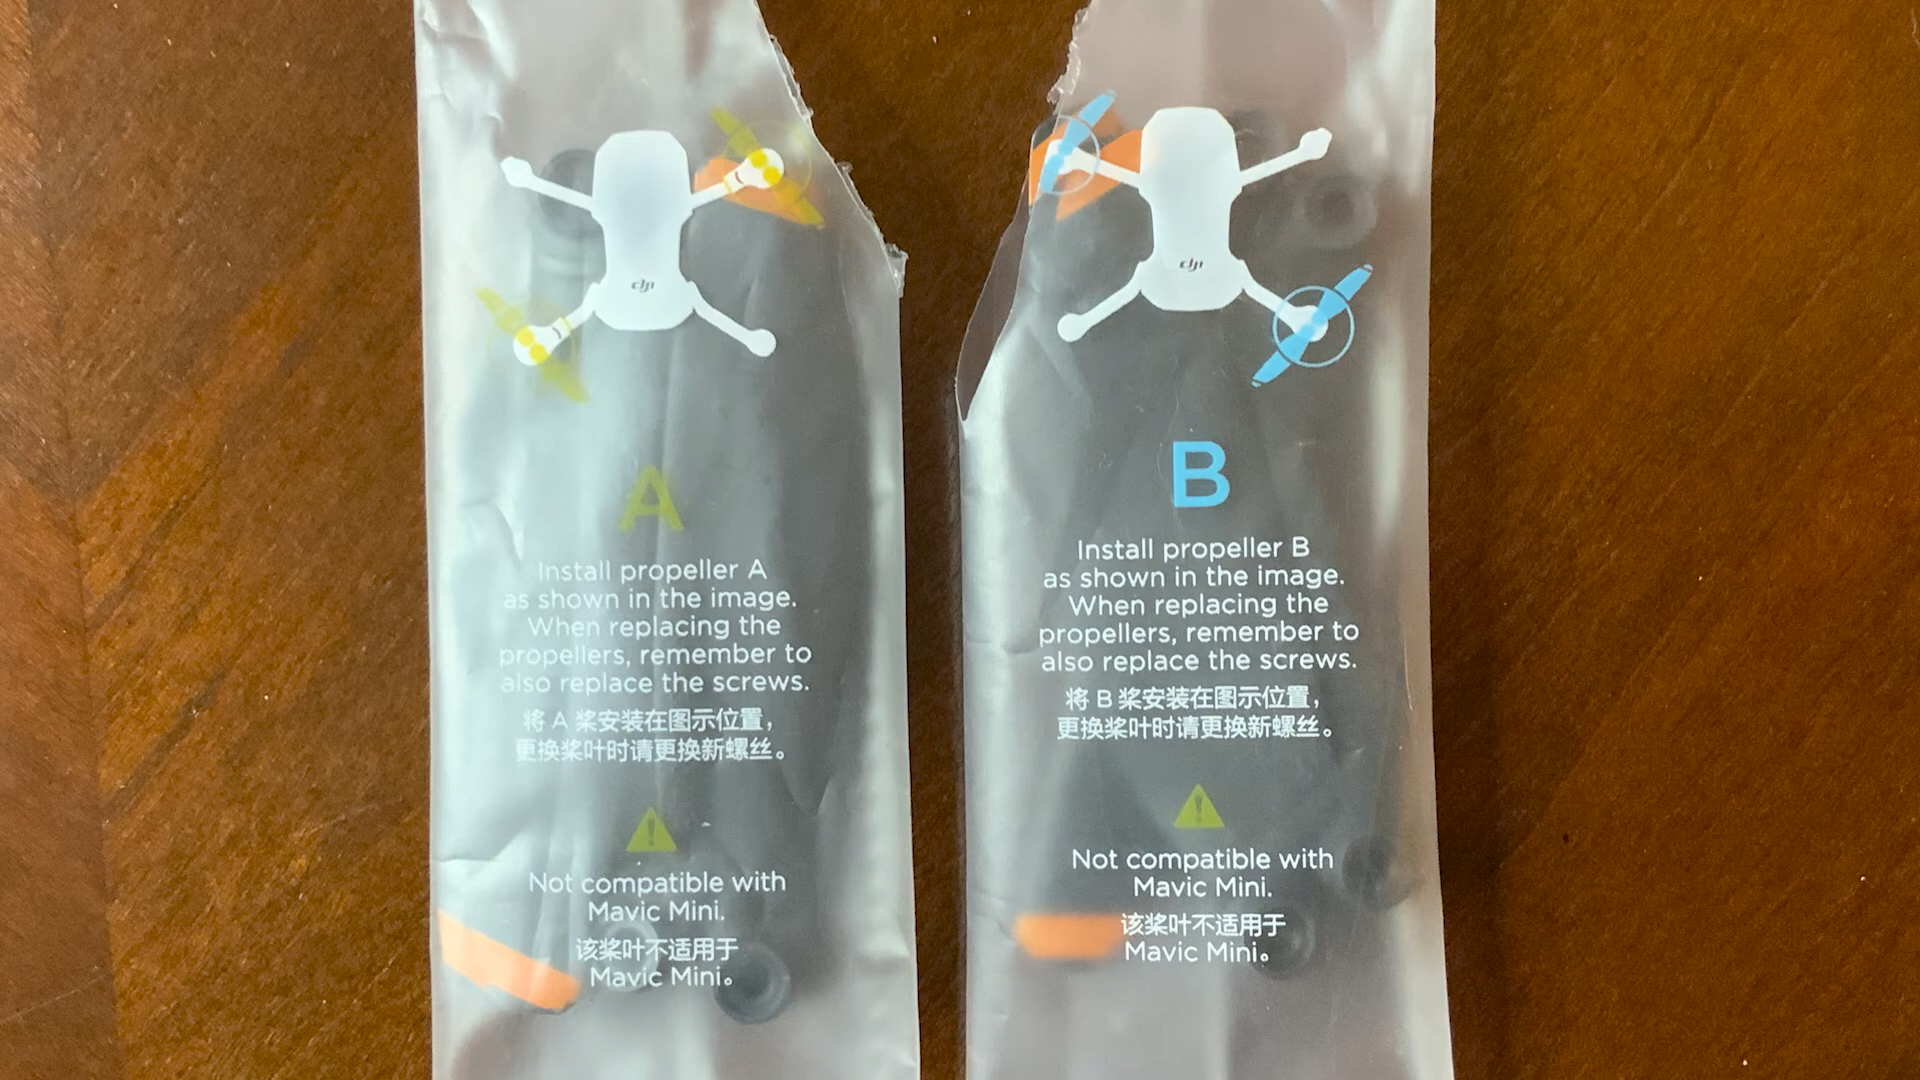 dji
A
Install propeller A
as shown in the image.
When replacing the
propellers, remember to
also replace the screws.
将 A 桨安装在图示位置，
更换桨叶时请更换新螺丝。
Not compatible with
Mavic Mini.
该桨叶不适用于
Mavic Mini。
dji
B
Install propeller B
as shown in the image.
When replacing the
propellers, remember to
also replace the screws.
将 B 桨安装在图示位置，
更换桨叶时请更换新螺丝。
Not compatible with
Mavic Mini.
该桨叶不适用于
Mavic Mini。